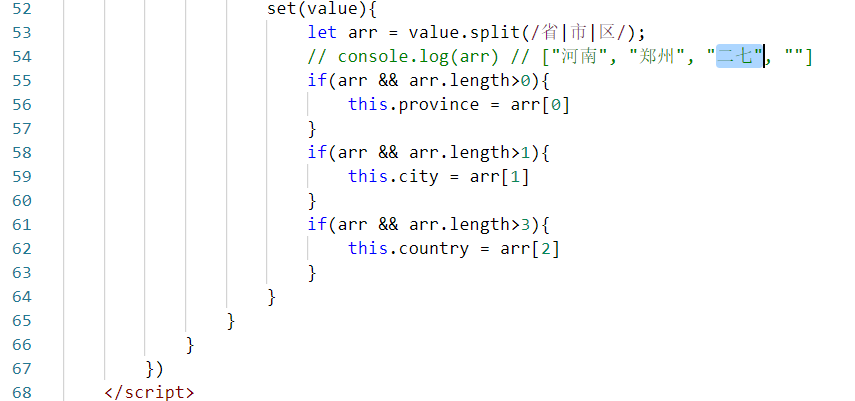 52 set(value){
53 let arr = value.split(/省|市|区/);
54 // console.log(arr) // ["河南", "郑州", "二七", ""]
55 if(arr && arr.length>0){
56 this.province = arr[0]
57 }
58 if(arr && arr.length>1){
59 this.city = arr[1]
60 }
61 if(arr && arr.length>3){
62 this.country = arr[2]
63 }
64 }
65 }
66 }
67 })
68 </script>